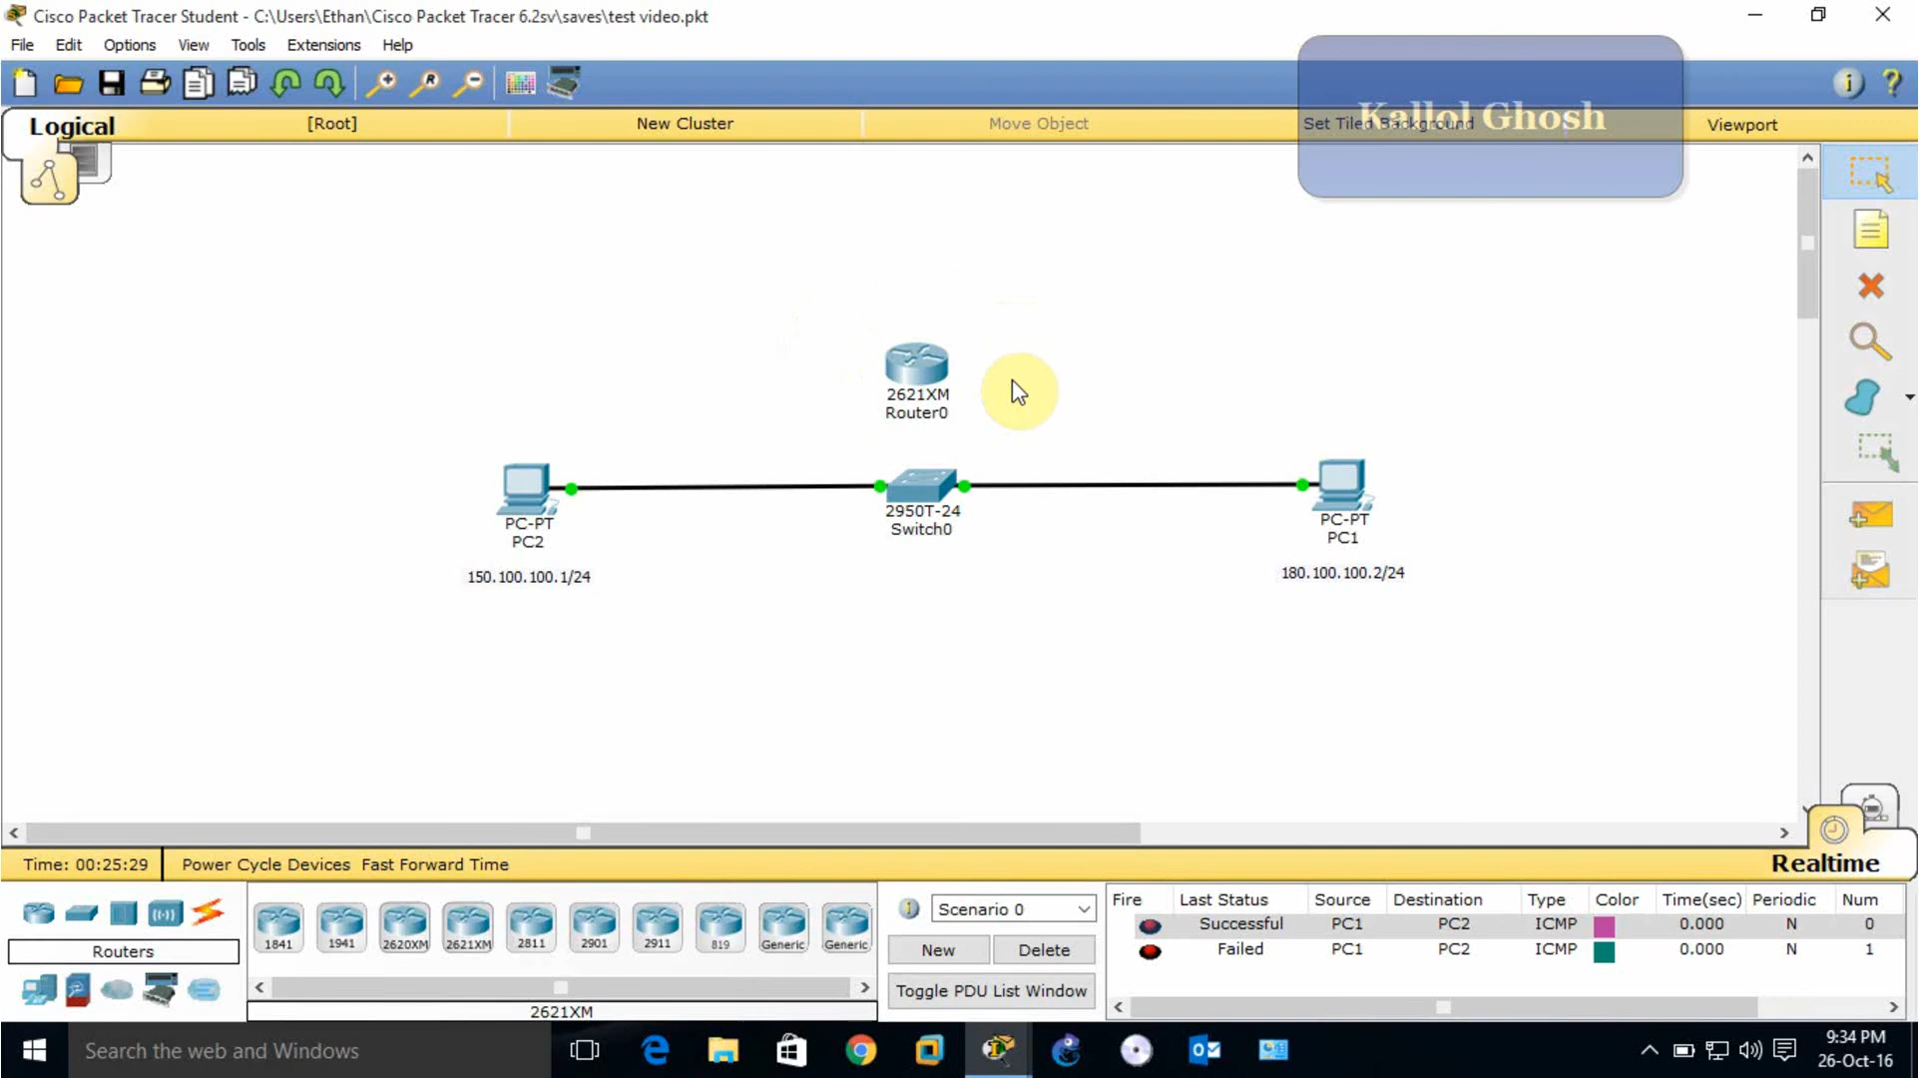 Cisco Packet Tracer Student - C:\Users\Ethan\Cisco Packet Tracer 6.2sv\saves\test video.pkt
File Edit Options View Tools Extensions Help
Logical [Root] New Cluster Move Object Set Tiled Background Viewport
Kallol Ghosh
2621XM
Router0
2950T-24
Switch0
PC-PT
PC2
150.100.100.1/24
PC-PT
PC1
180.100.100.2/24
Time: 00:25:29 Power Cycle Devices Fast Forward Time Realtime
Routers
1841 1941 2620XM 2621XM 2811 2901 2911 819 Generic Generic
2621XM
Scenario 0
New Delete
Toggle PDU List Window
Fire Last Status Source Destination Type Color Time(sec) Periodic Num
Successful PC1 PC2 ICMP 0.000 N 0
Failed PC1 PC2 ICMP 0.000 N 1
Search the web and Windows
9:34 PM
26-Oct-16